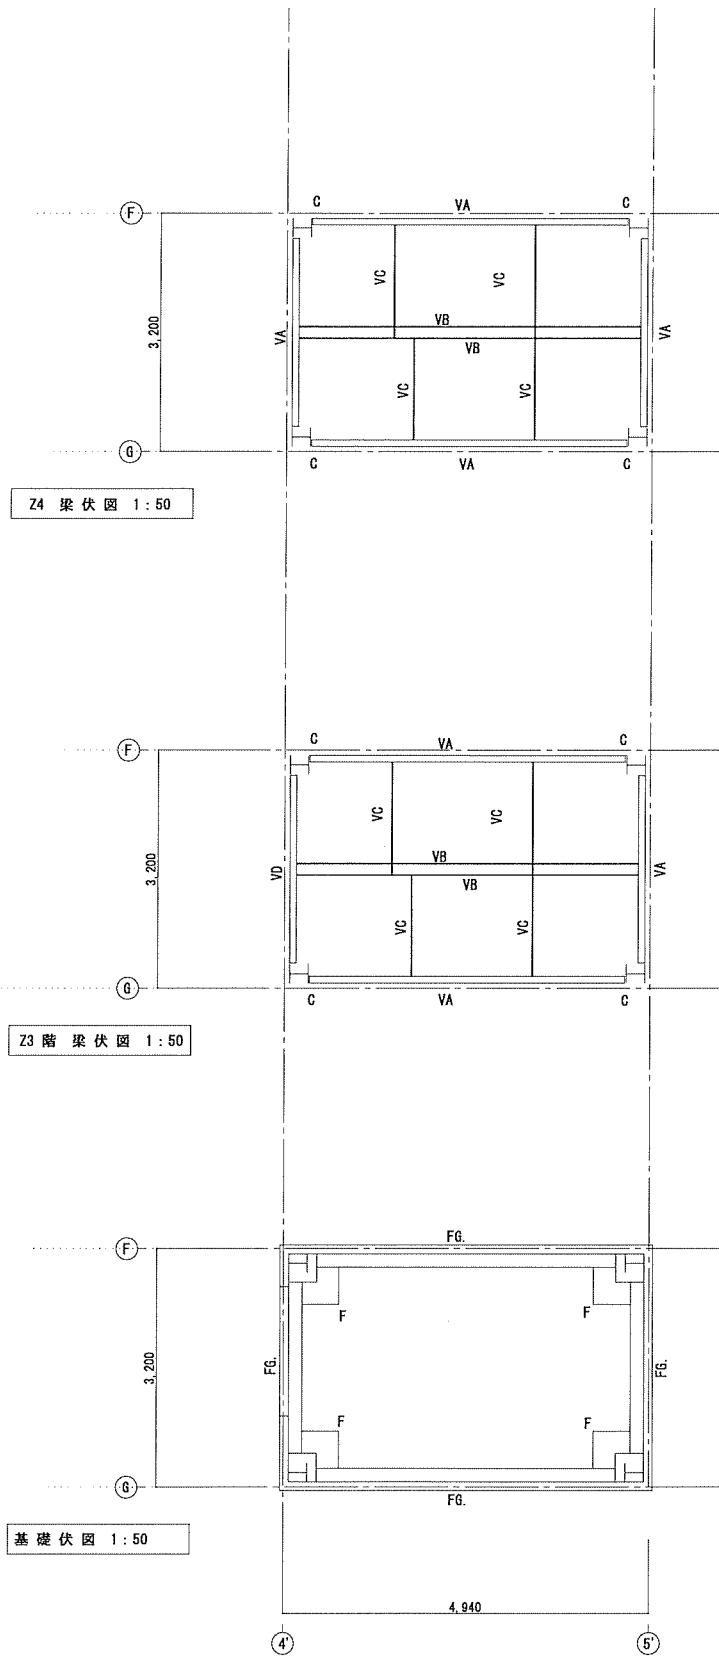 C VA C
F
VC VC
3,200
VB
VA VA
VB
VC VC
G
C VA C
Z4 梁伏図 1:50
C VA C
F
VC VC
3,200
VB
VD VA
VB
VC VC
G
C VA C
Z3 階 梁伏図 1:50
FG.
F
F F
3,200
FG. FG.
F F
G
FG.
基礎伏図 1:50
4,940
4' 5'